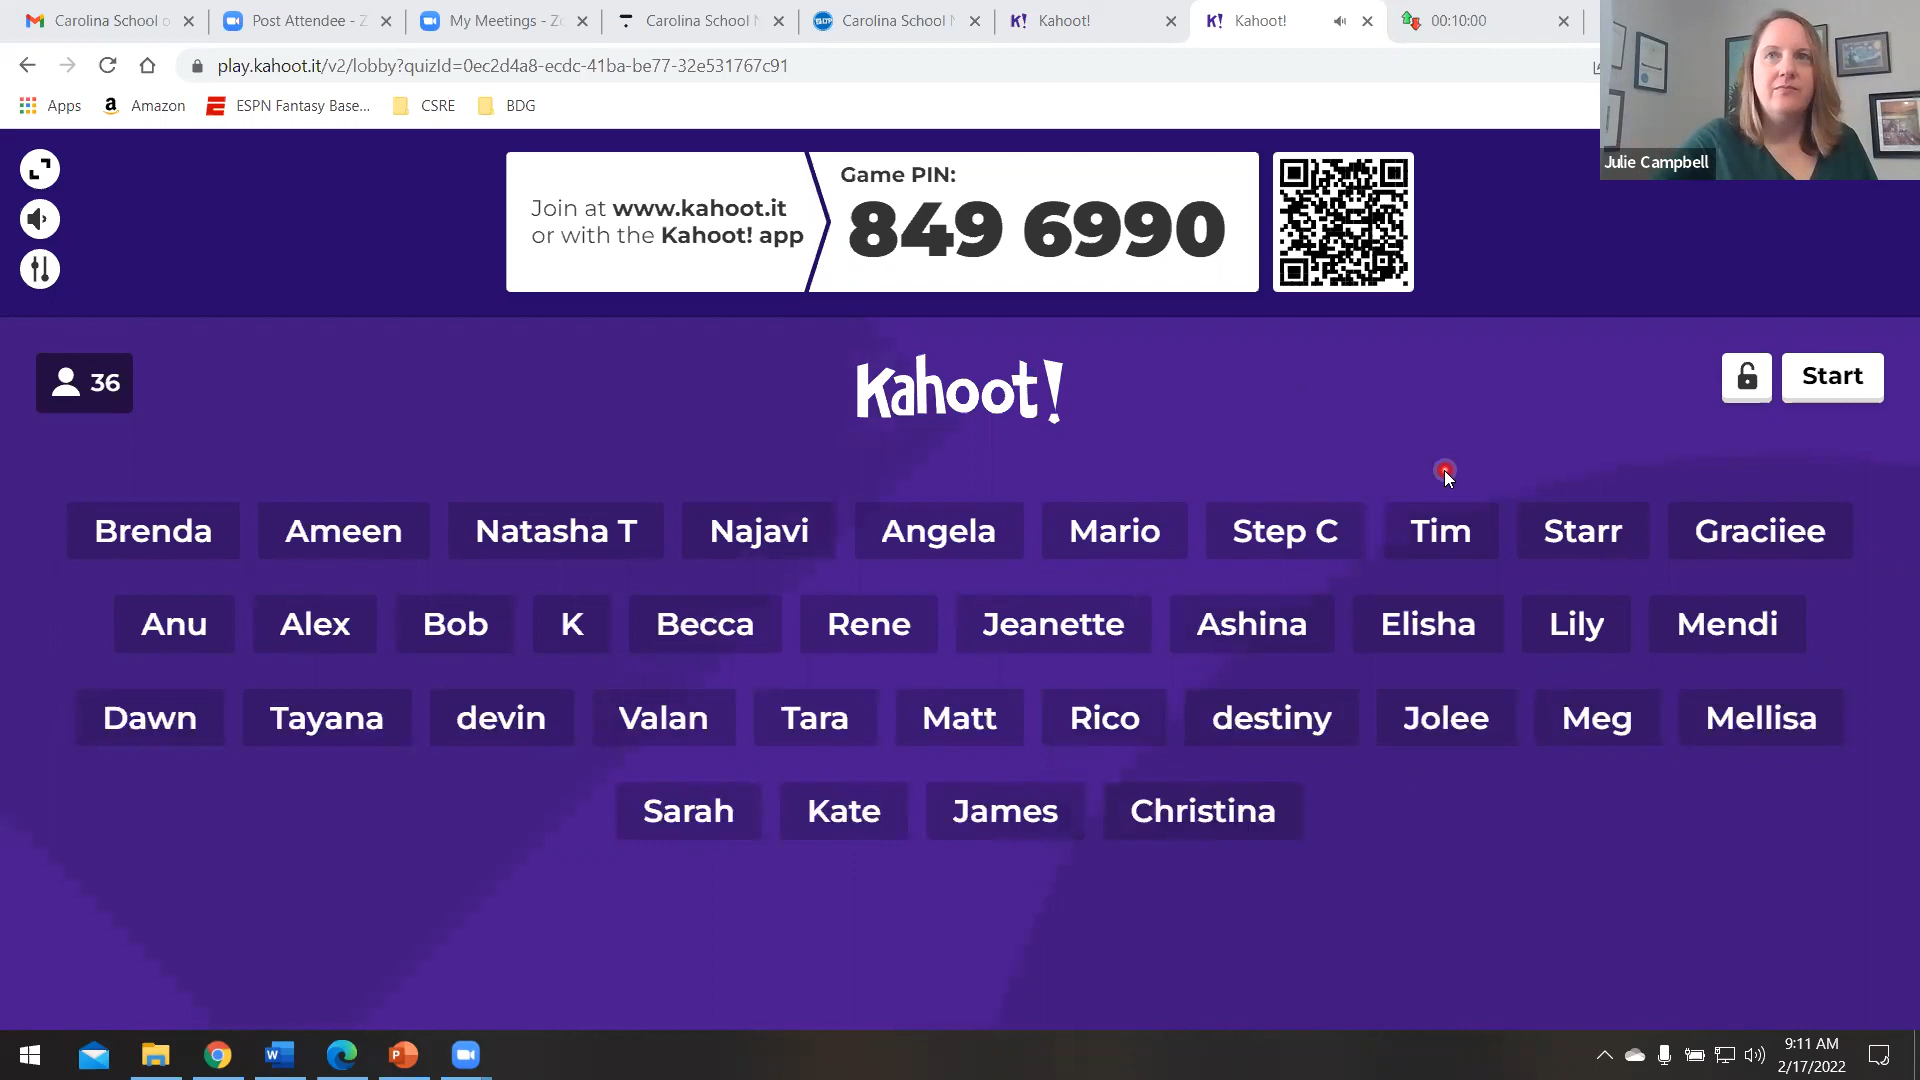 Carolina School o
Post Attendee - Z
My Meetings - Zo
Carolina School N
Carolina School N
Kahoot!
Kahoot!
00:10:00
play.kahoot.it/v2/lobby?quizId=0ec2d4a8-ecdc-41ba-be77-32e531767c91
Apps
Amazon
ESPN Fantasy Base...
CSRE
BDG
Julie Campbell
Join at www.kahoot.it
or with the Kahoot! app
Game PIN:
849 6990
36
Kahoot!
Start
Brenda Ameen Natasha T Najavi Angela Mario Step C Tim Starr Graciiee
Anu Alex Bob K Becca Rene Jeanette Ashina Elisha Lily Mendi
Dawn Tayana devin Valan Tara Matt Rico destiny Jolee Meg Mellisa
Sarah Kate James Christina
9:11 AM
2/17/2022